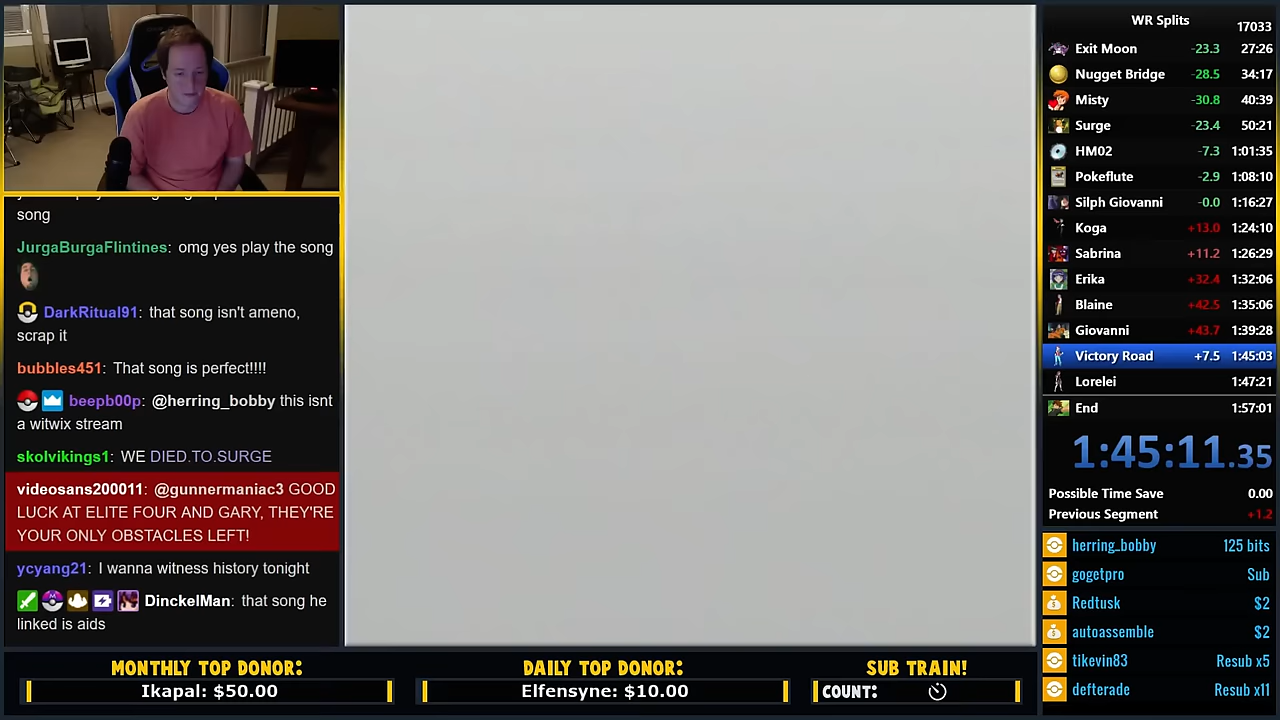 song
JurgaBurgaFlintines: omg yes play the song
DarkRitual91: that song isn't ameno,
scrap it
bubbles451: That song is perfect!!!!
beepb00p: @herring_bobby this isnt
a witwix stream
skolvikings1: WE DIED.TO.SURGE
videosans200011: @gunnermaniac3 GOOD
LUCK AT ELITE FOUR AND GARY, THEY'RE
YOUR ONLY OBSTACLES LEFT!
ycyang21: I wanna witness history tonight
DinckelMan: that song he
linked is aids
WR Splits
17033
Exit Moon -23.3 27:26
Nugget Bridge -28.5 34:17
Misty -30.8 40:39
Surge -23.4 50:21
HM02 -7.3 1:01:35
Pokeflute -2.9 1:08:10
Silph Giovanni -0.0 1:16:27
Koga +13.0 1:24:10
Sabrina +11.2 1:26:29
Erika +32.4 1:32:06
Blaine +42.5 1:35:06
Giovanni +43.7 1:39:28
Victory Road +7.5 1:45:03
Lorelei 1:47:21
End 1:57:01
1:45:11.35
Possible Time Save 0.00
Previous Segment +1.2
herring_bobby 125 bits
gogetpro Sub
Redtusk $2
autoassemble $2
tikevin83 Resub x5
defterade Resub x11
MONTHLY TOP DONOR:
Ikapal: $50.00
DAILY TOP DONOR:
Elfensyne: $10.00
SUB TRAIN!
COUNT: